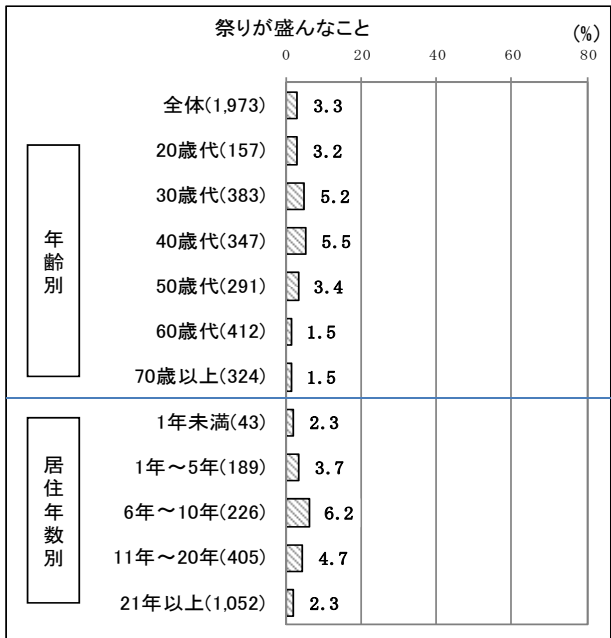 祭りが盛んなこと
(%)
0 20 40 60 80
全体(1,973) 3.3
年齢別
20歳代(157) 3.2
30歳代(383) 5.2
40歳代(347) 5.5
50歳代(291) 3.4
60歳代(412) 1.5
70歳以上(324) 1.5
居住年数別
1年未満(43) 2.3
1年～5年(189) 3.7
6年～10年(226) 6.2
11年～20年(405) 4.7
21年以上(1,052) 2.3